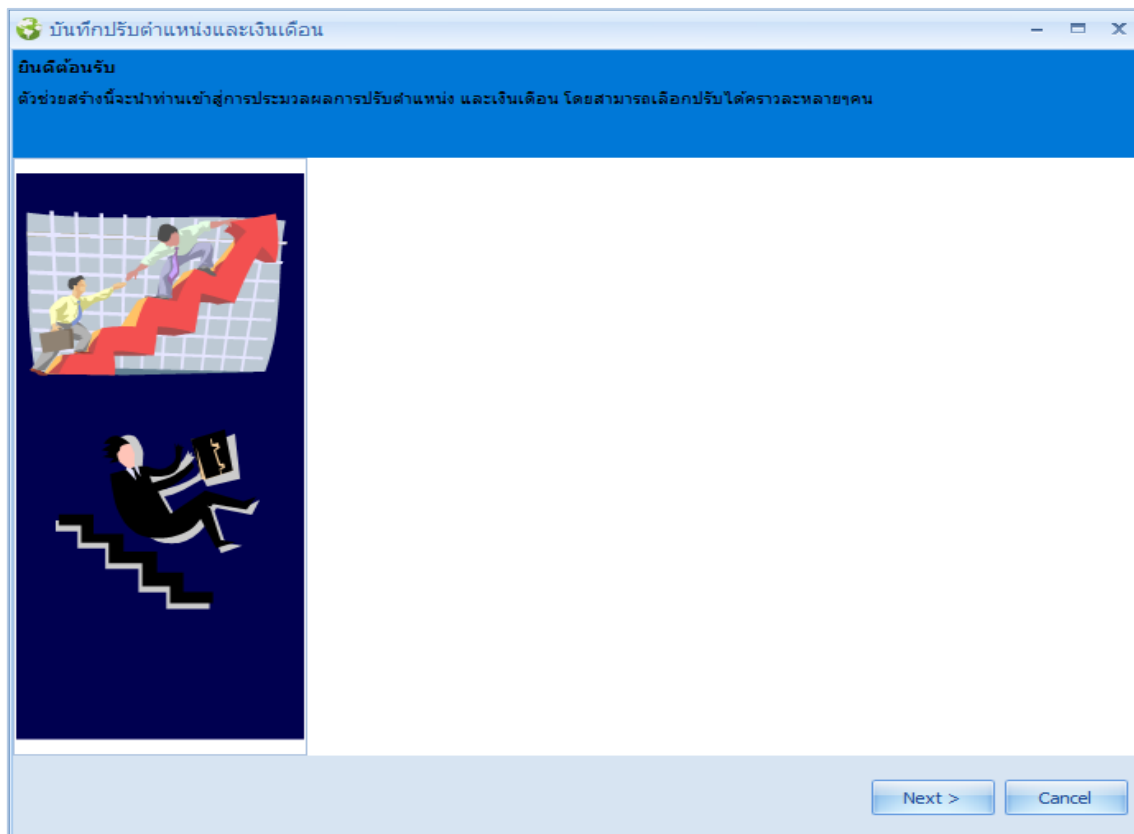 บันทึกปรับตำแหน่งและเงินเดือน
ยินดีต้อนรับ
ตัวช่วยสร้างนี้จะนำท่านเข้าสู่การประมวลผลการปรับตำแหน่ง และเงินเดือน โดยสามารถเลือกปรับได้คราวละหลายๆคน
Next > Cancel